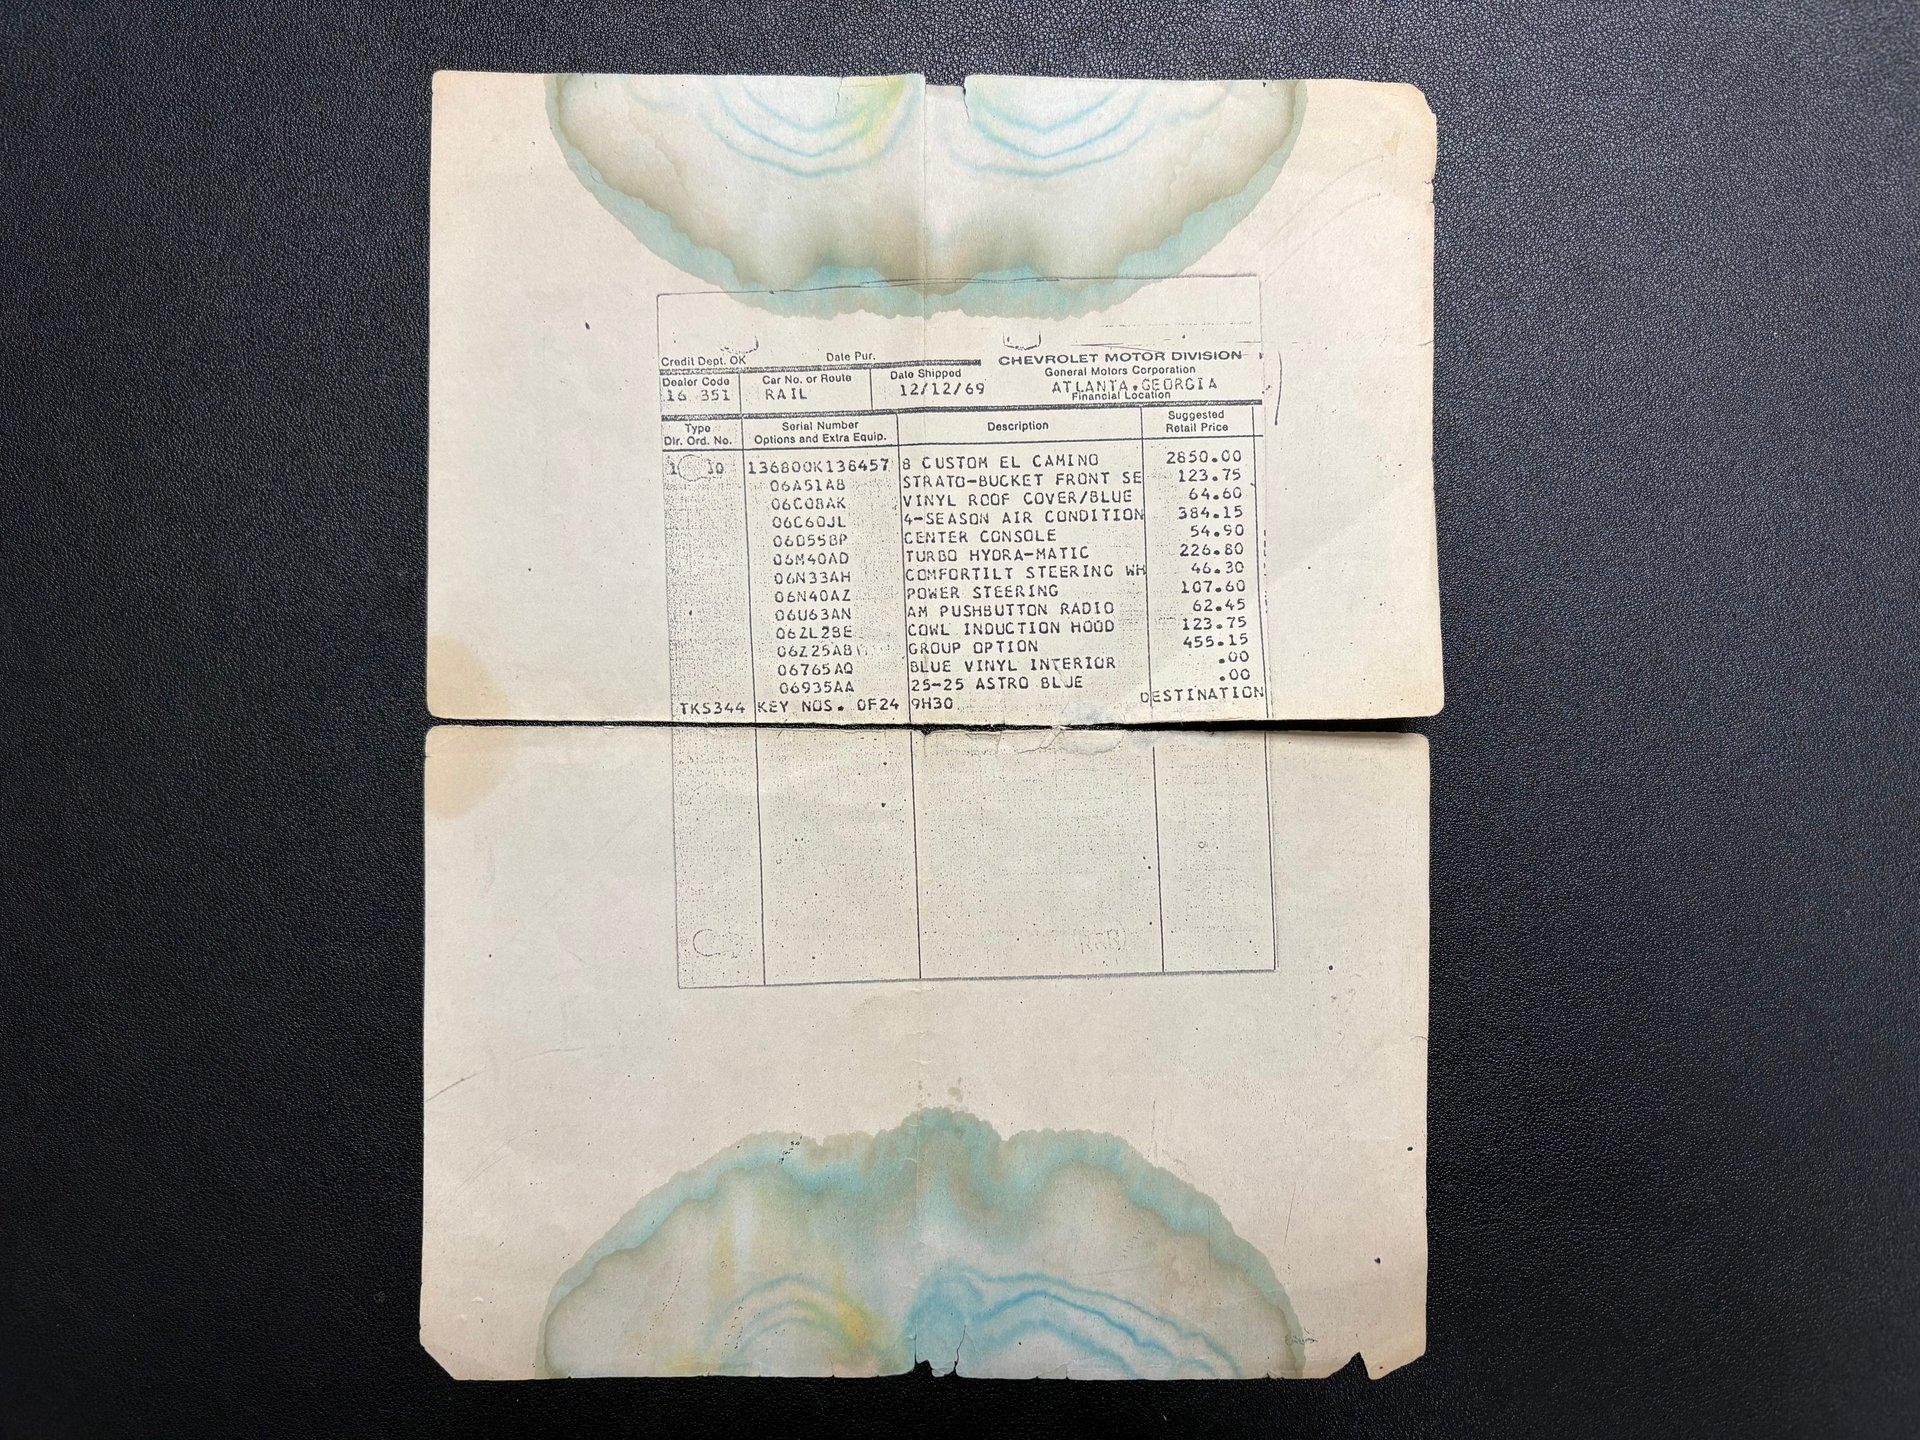 Credit Dept. OK Date Pur. CHEVROLET MOTOR DIVISION
General Motors Corporation
Dealer Code Car No. or Route Date Shipped
16 351 RAIL 12/12/69 ATLANTA, GEORGIA
Financial Location
Type Serial Number Description Suggested
Dlr. Ord. No. Options and Extra Equip. Retail Price
136800K138457 8 CUSTOM EL CAMINO 2850.00
06A51AB STRATO-BUCKET FRONT SE 123.75
06C08AK VINYL ROOF COVER/BLUE 64.60
06C60JL 4-SEASON AIR CONDITION 384.15
06D55BP CENTER CONSOLE 54.90
06M40AD TURBO HYDRA-MATIC 226.80
06N33AH COMFORTILT STEERING WH 46.30
06N40AZ POWER STEERING 107.60
06U63AN AM PUSHBUTTON RADIO 62.45
06ZL2BE COWL INDUCTION HOOD 123.75
06Z25AB GROUP OPTION 455.15
06765AQ BLUE VINYL INTERIOR .00
06935AA 25-25 ASTRO BLUE .00
TKS344 KEY NOS. OF24 9H30 DESTINATION